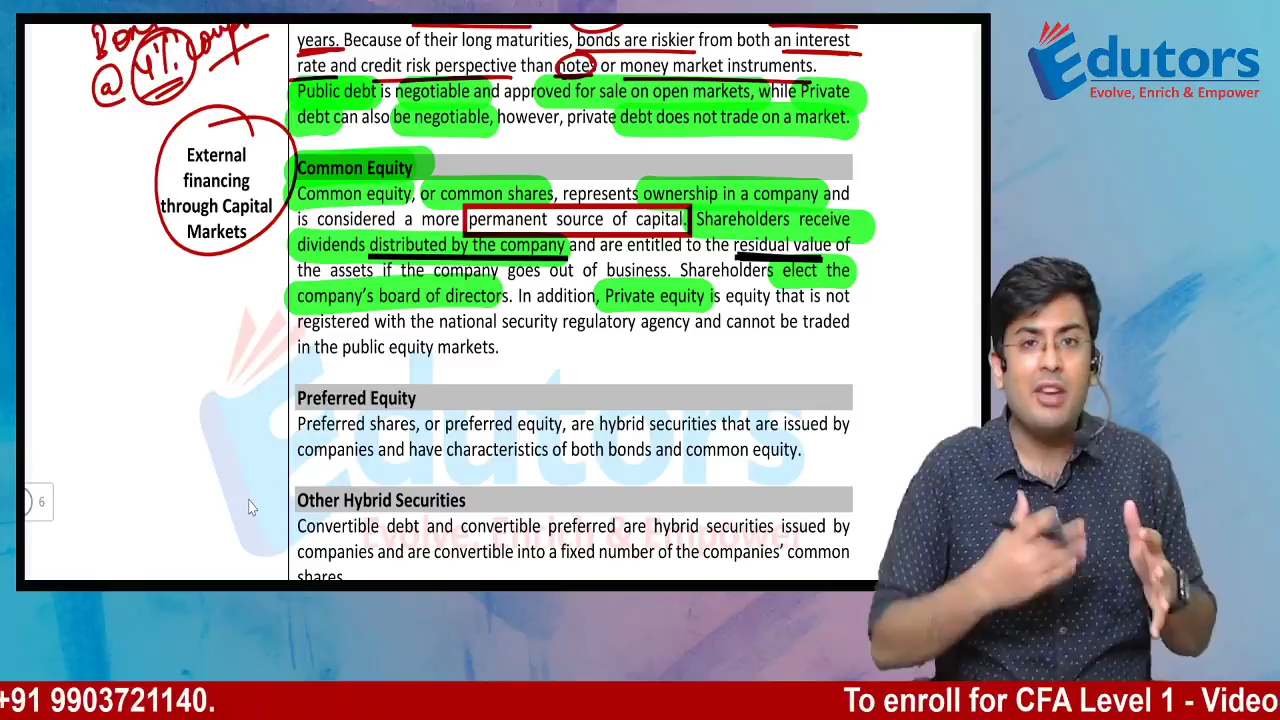 Bon
@ 4%
years. Because of their long maturities, bonds are riskier from both an interest
rate and credit risk perspective than notes or money market instruments.
Public debt is negotiable and approved for sale on open markets, while Private
debt can also be negotiable, however, private debt does not trade on a market.
External
financing
through Capital
Markets
Common Equity
Common equity, or common shares, represents ownership in a company and
is considered a more permanent source of capital. Shareholders receive
dividends distributed by the company and are entitled to the residual value of
the assets if the company goes out of business. Shareholders elect the
company's board of directors. In addition, Private equity is equity that is not
registered with the national security regulatory agency and cannot be traded
in the public equity markets.
Preferred Equity
Preferred shares, or preferred equity, are hybrid securities that are issued by
companies and have characteristics of both bonds and common equity.
Other Hybrid Securities
Convertible debt and convertible preferred are hybrid securities issued by
companies and are convertible into a fixed number of the companies' common
shares.
6
Edutors
Evolve, Enrich & Empower
Edutors
Evolve, Enrich & Empower
+91 9903721140.
To enroll for CFA Level 1 - Video